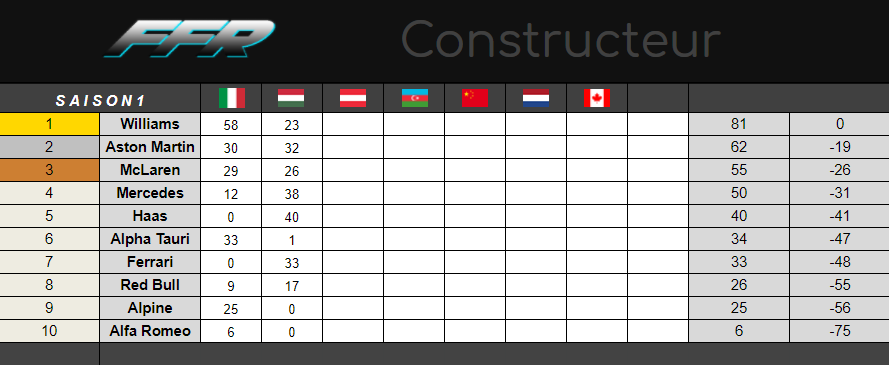 FFR Constructeur
SAISON1
1 Williams 58 23 81 0
2 Aston Martin 30 32 62 -19
3 McLaren 29 26 55 -26
4 Mercedes 12 38 50 -31
5 Haas 0 40 40 -41
6 Alpha Tauri 33 1 34 -47
7 Ferrari 0 33 33 -48
8 Red Bull 9 17 26 -55
9 Alpine 25 0 25 -56
10 Alfa Romeo 6 0 6 -75